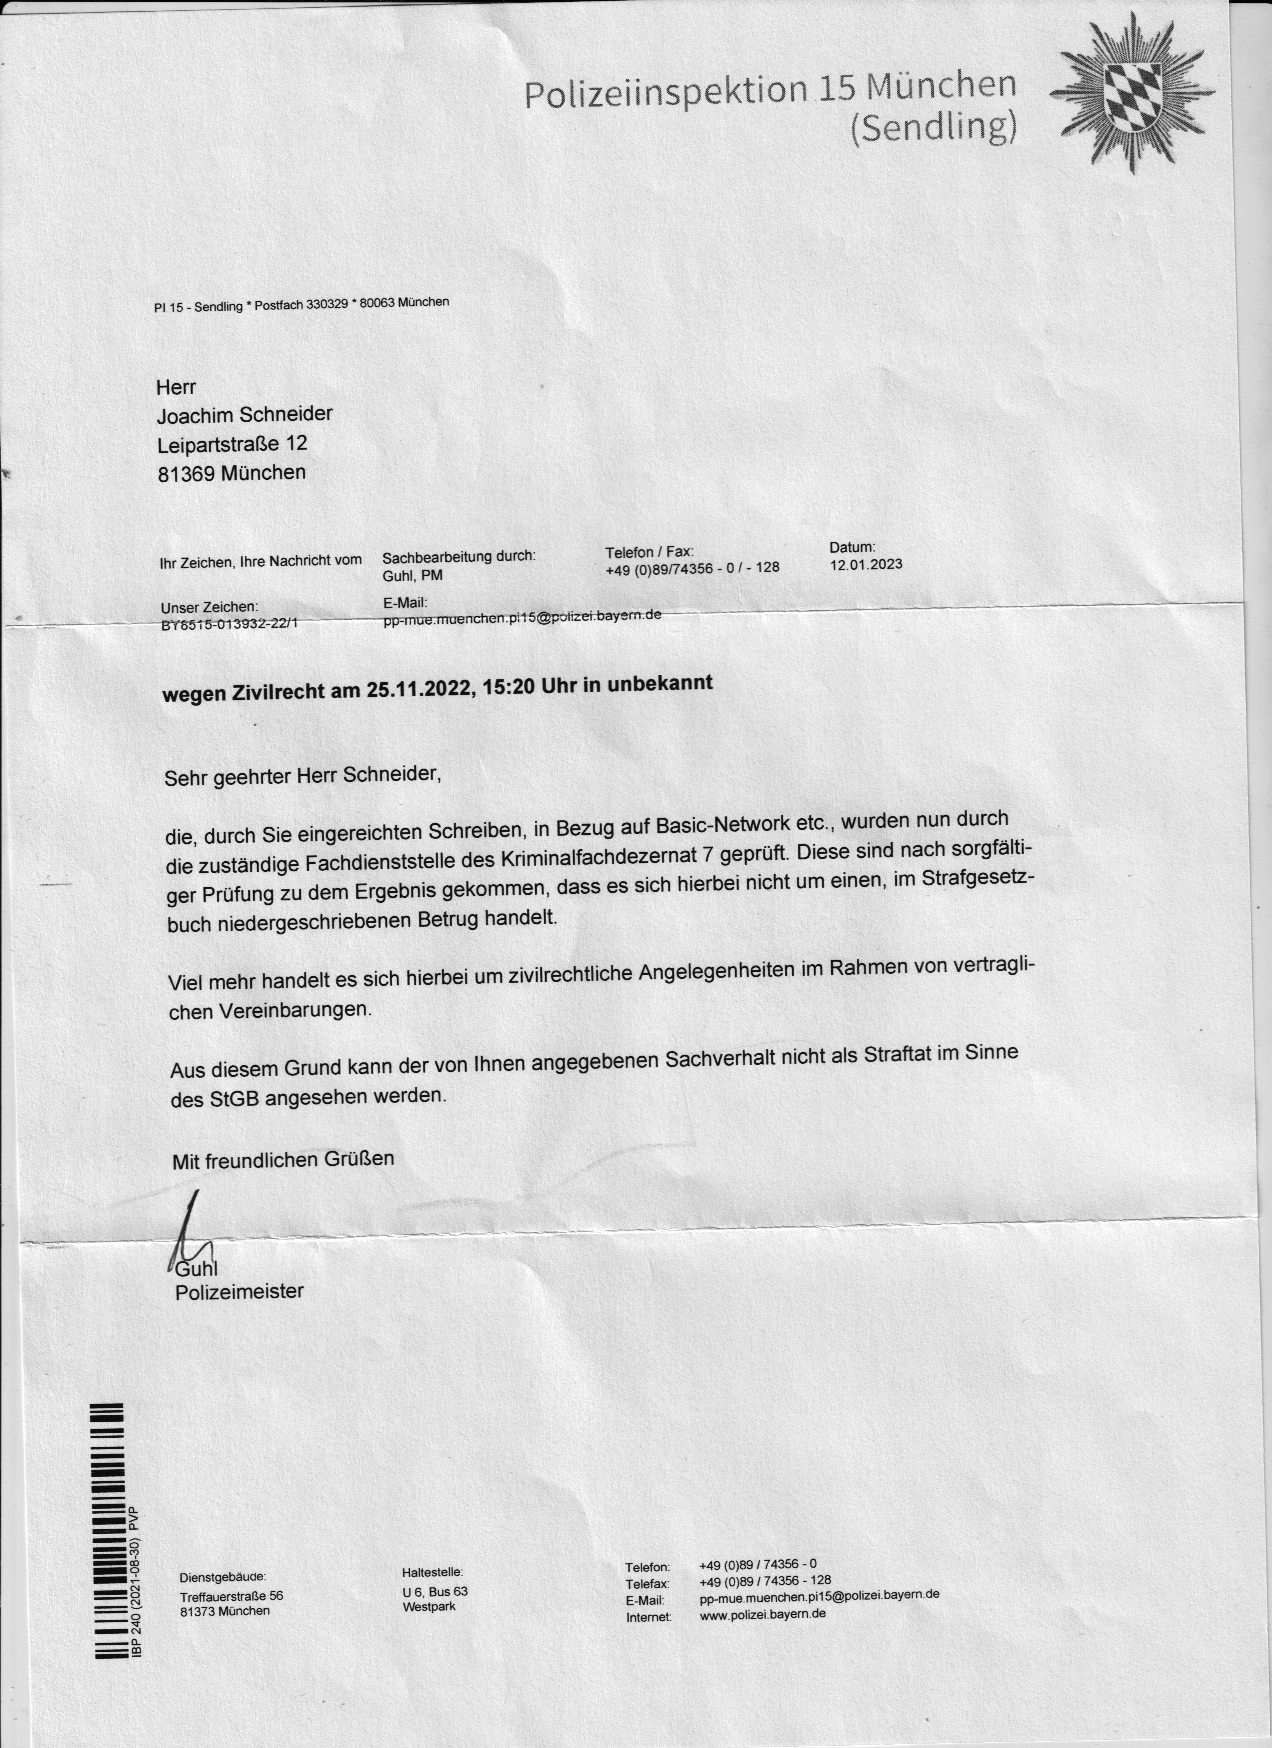 Polizeiinspektion 15 München
(Sendling)
PI 15 - Sendling * Postfach 330329 * 80063 München
Herr
Joachim Schneider
Leipartstraße 12
81369 München
Ihr Zeichen, Ihre Nachricht vom
Sachbearbeitung durch:
Guhl, PM
Telefon / Fax:
+49 (0)89/74356 - 0 / - 128
Datum:
12.01.2023
Unser Zeichen:
BY8515-013932-22/1
E-Mail:
pp-mue.muenchen.pi15@polizei.bayern.de
wegen Zivilrecht am 25.11.2022, 15:20 Uhr in unbekannt
Sehr geehrter Herr Schneider,
die, durch Sie eingereichten Schreiben, in Bezug auf Basic-Network etc., wurden nun durch
die zuständige Fachdienststelle des Kriminalfachdezernat 7 geprüft. Diese sind nach sorgfälti-
ger Prüfung zu dem Ergebnis gekommen, dass es sich hierbei nicht um einen, im Strafgesetz-
buch niedergeschriebenen Betrug handelt.
Viel mehr handelt es sich hierbei um zivilrechtliche Angelegenheiten im Rahmen von vertragli-
chen Vereinbarungen.
Aus diesem Grund kann der von Ihnen angegebenen Sachverhalt nicht als Straftat im Sinne
des StGB angesehen werden.
Mit freundlichen Grüßen
Guhl
Polizeimeister
IBP 240 (2021-08-30) PVP
Dienstgebäude:
Treffauerstraße 56
81373 München
Haltestelle:
U 6, Bus 63
Westpark
Telefon: +49 (0)89 / 74356 - 0
Telefax: +49 (0)89 / 74356 - 128
E-Mail: pp-mue.muenchen.pi15@polizei.bayern.de
Internet: www.polizei.bayern.de